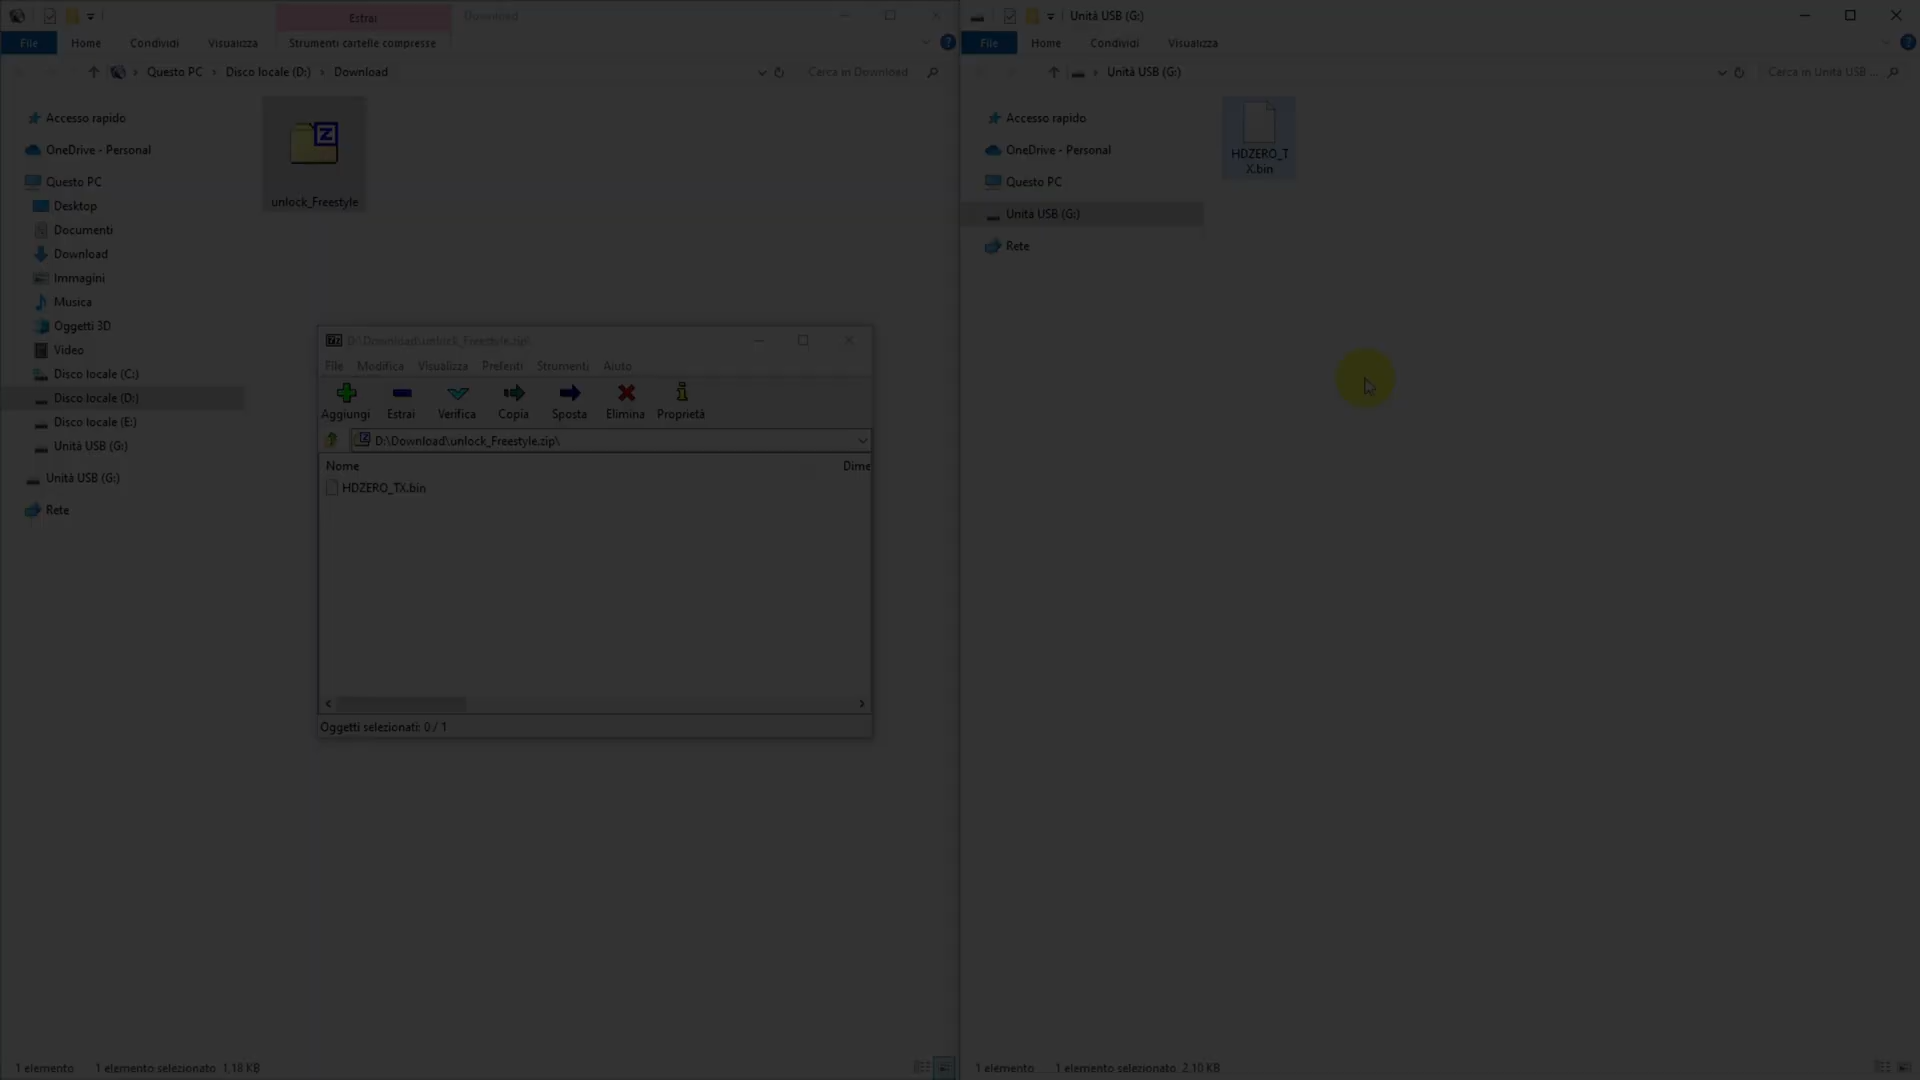 Estrai
Download
File
Home
Condividi
Visualizza
Strumenti cartelle compresse
Questo PC
Disco locale (D:)
Download
Cerca in Download
Accesso rapido
OneDrive - Personal
Questo PC
Desktop
Documenti
Download
Immagini
Musica
Oggetti 3D
Video
Disco locale (C:)
Disco locale (D:)
Disco locale (E:)
Unità USB (G:)
Unità USB (G:)
Rete
unlock_Freestyle
D:\Download\unlock_Freestyle.zip\
File
Modifica
Visualizza
Preferiti
Strumenti
Aiuto
Aggiungi
Estrai
Verifica
Copia
Sposta
Elimina
Proprietà
D:\Download\unlock_Freestyle.zip\
Nome
Dime
HDZERO_TX.bin
Oggetti selezionati: 0 / 1
1 elemento
1 elemento selezionato 1,18 KB
Unità USB (G:)
File
Home
Condividi
Visualizza
Unità USB (G:)
Cerca in Unità USB ...
Accesso rapido
OneDrive - Personal
Questo PC
Unità USB (G:)
Rete
HDZERO_T
X.bin
1 elemento
1 elemento selezionato 2,10 KB